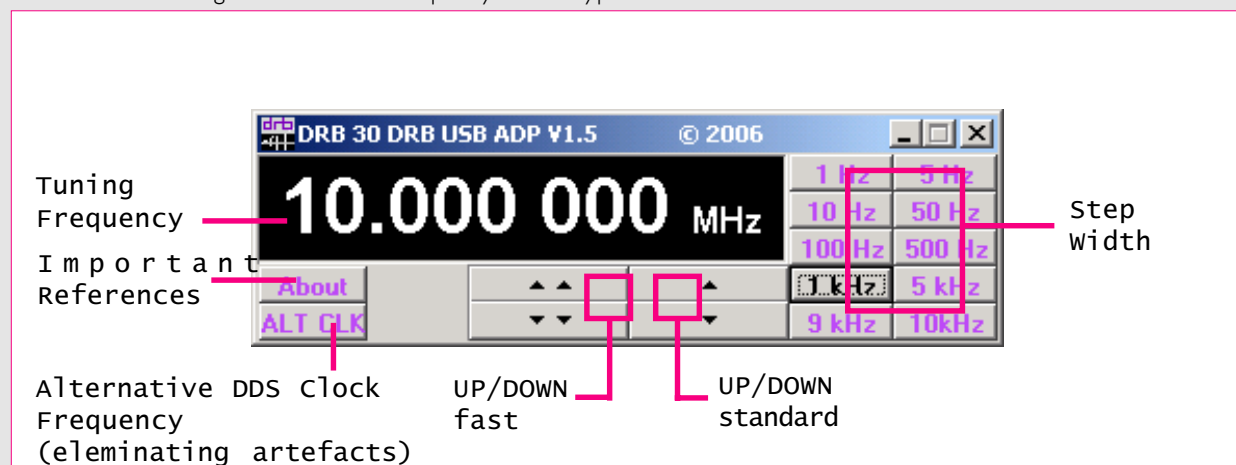 DRB 30 DRB USB ADP V1.5 © 2006
10.000 000 MHz
1 Hz 5 Hz
10 Hz 50 Hz
100 Hz 500 Hz
1 kHz 5 kHz
9 kHz 10kHz
About
ALT CLK
Tuning
Frequency
Important
References
Alternative DDS Clock
Frequency
(eleminating artefacts)
UP/DOWN
fast
UP/DOWN
standard
Step
Width